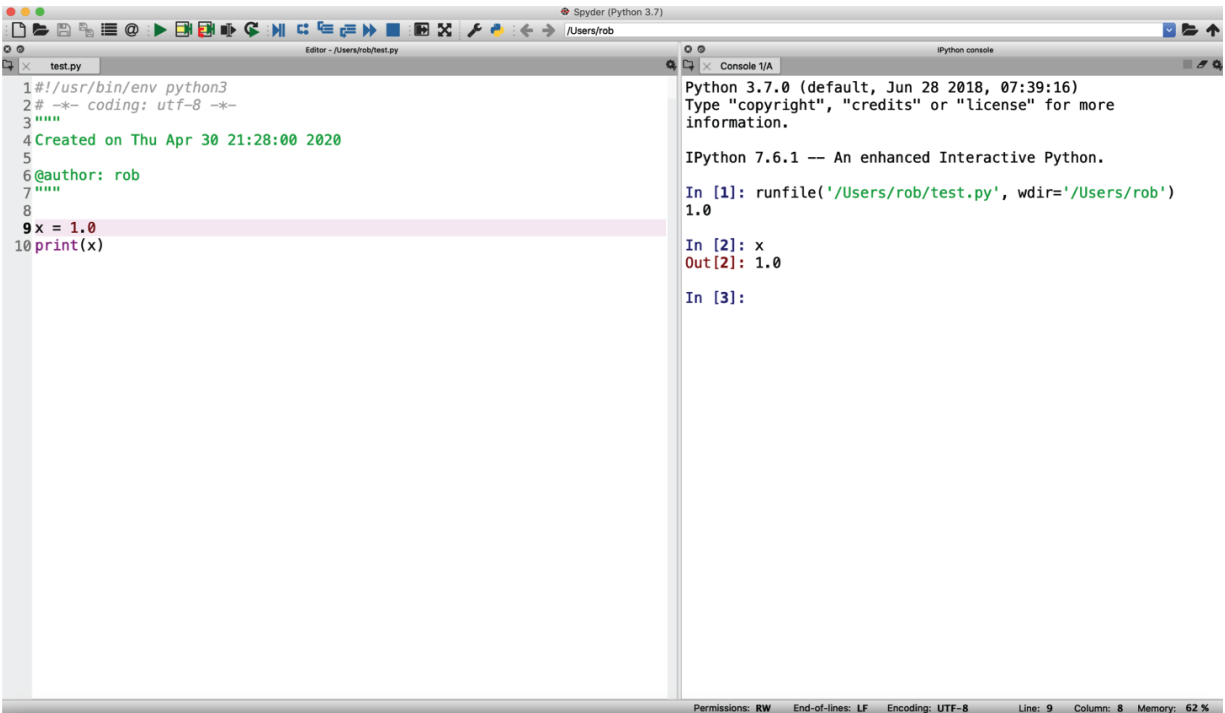 Spyder (Python 3.7)
/Users/rob
Editor - /Users/rob/test.py
test.py
1 #!/usr/bin/env python3
2 # -*- coding: utf-8 -*-
3 """
4 Created on Thu Apr 30 21:28:00 2020
5
6 @author: rob
7 """
8
9 x = 1.0
10 print(x)
IPython console
Console 1/A
Python 3.7.0 (default, Jun 28 2018, 07:39:16)
Type "copyright", "credits" or "license" for more
information.
IPython 7.6.1 -- An enhanced Interactive Python.
In [1]: runfile('/Users/rob/test.py', wdir='/Users/rob')
1.0
In [2]: x
Out[2]: 1.0
In [3]:
Permissions: RW End-of-lines: LF Encoding: UTF-8 Line: 9 Column: 8 Memory: 62 %